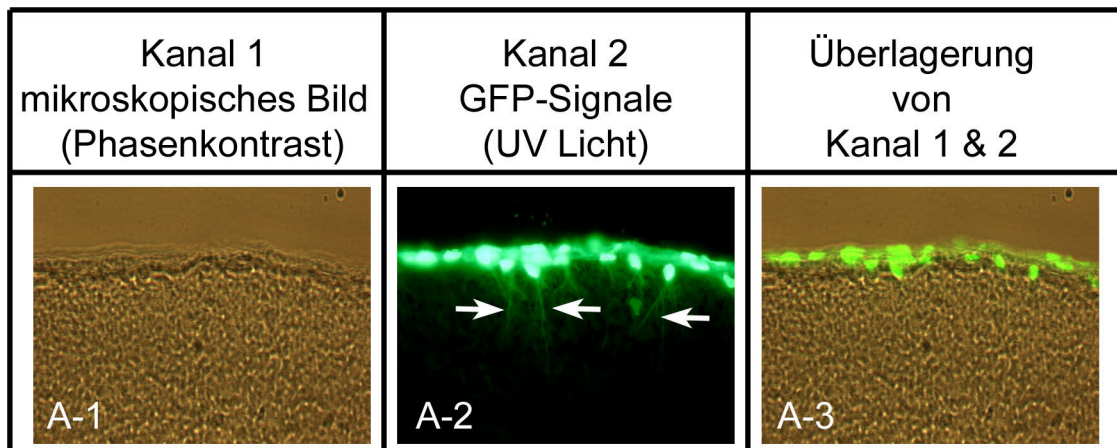 Kanal 1
mikroskopisches Bild
(Phasenkontrast)
Kanal 2
GFP-Signale
(UV Licht)
Überlagerung
von
Kanal 1 & 2
A-1
A-2
A-3